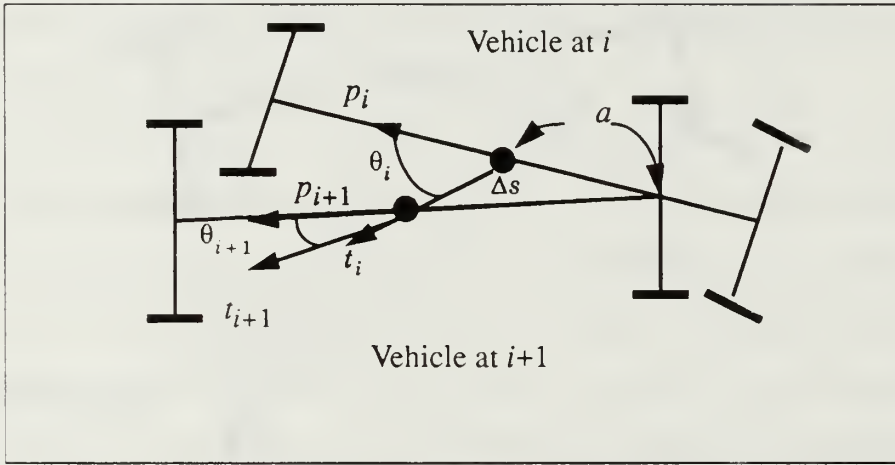 Vehicle at i
p_i
a
θ_i
Δs
p_{i+1}
θ_{i+1}
t_i
t_{i+1}
Vehicle at i+1